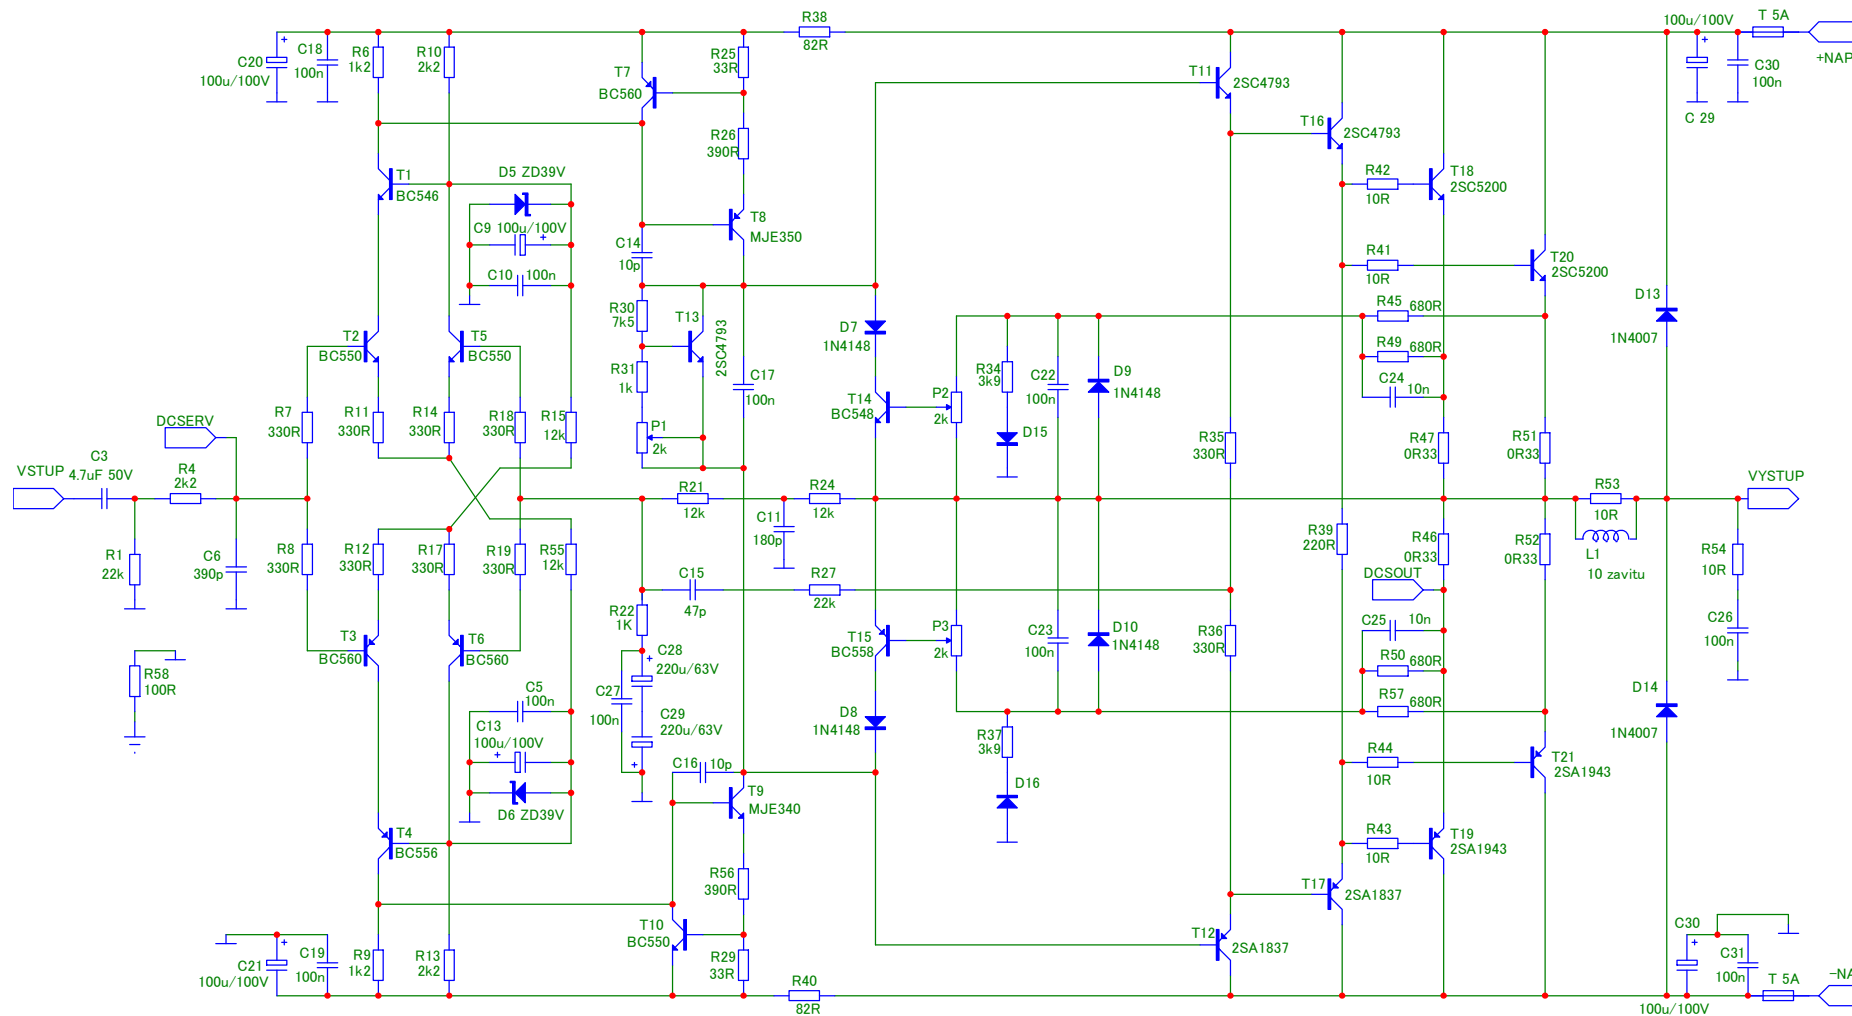 R38
82R
100u/100V
T 5A
+NAP
C20
100u/100V
C18
100n
R6
1k2
R10
2k2
T7
BC560
R25
33R
T11
2SC4793
C30
100n
C 29
R26
390R
T16
2SC4793
T1
BC546
D5 ZD39V
C9 100u/100V
C10
100n
T8
MJE350
C14
10p
R42
10R
T18
2SC5200
R41
10R
T20
2SC5200
R30
7k5
T13
2SC4793
D7
1N4148
R45
680R
D13
1N4007
T2
BC550
T5
BC550
R49
680R
C24
10n
R31
1k
C17
100n
T14
BC548
P2
2k
R34
3k9
C22
100n
D9
1N4148
D15
DCSERV
R7
330R
R11
330R
R14
330R
R18
330R
R15
12k
P1
2k
R35
330R
R47
0R33
R51
0R33
VSTUP
C3
4.7uF 50V
R4
2k2
R21
12k
R24
12k
R53
10R
VYSTUP
C11
180p
L1
10 zavitu
R1
22k
C6
390p
R8
330R
R12
330R
R17
330R
R19
330R
R55
12k
R39
220R
R46
0R33
R52
0R33
R54
10R
C15
47p
R27
22k
DCSOUT
R22
1K
C25
10n
C26
100n
T3
BC560
T6
BC560
T15
BC558
P3
2k
C23
100n
D10
1N4148
R36
330R
R50
680R
R57
680R
R58
100R
C28
220u/63V
C27
100n
C29
220u/63V
C5
100n
C13
100u/100V
D6 ZD39V
D8
1N4148
R37
3k9
D16
D14
1N4007
C16
10p
T9
MJE340
R44
10R
T21
2SA1943
T4
BC556
R43
10R
T19
2SA1943
R56
390R
T17
2SA1837
T10
BC550
T12
2SA1837
C21
100u/100V
C19
100n
R9
1k2
R13
2k2
R29
33R
R40
82R
C30
100u/100V
C31
100n
T 5A
-NA